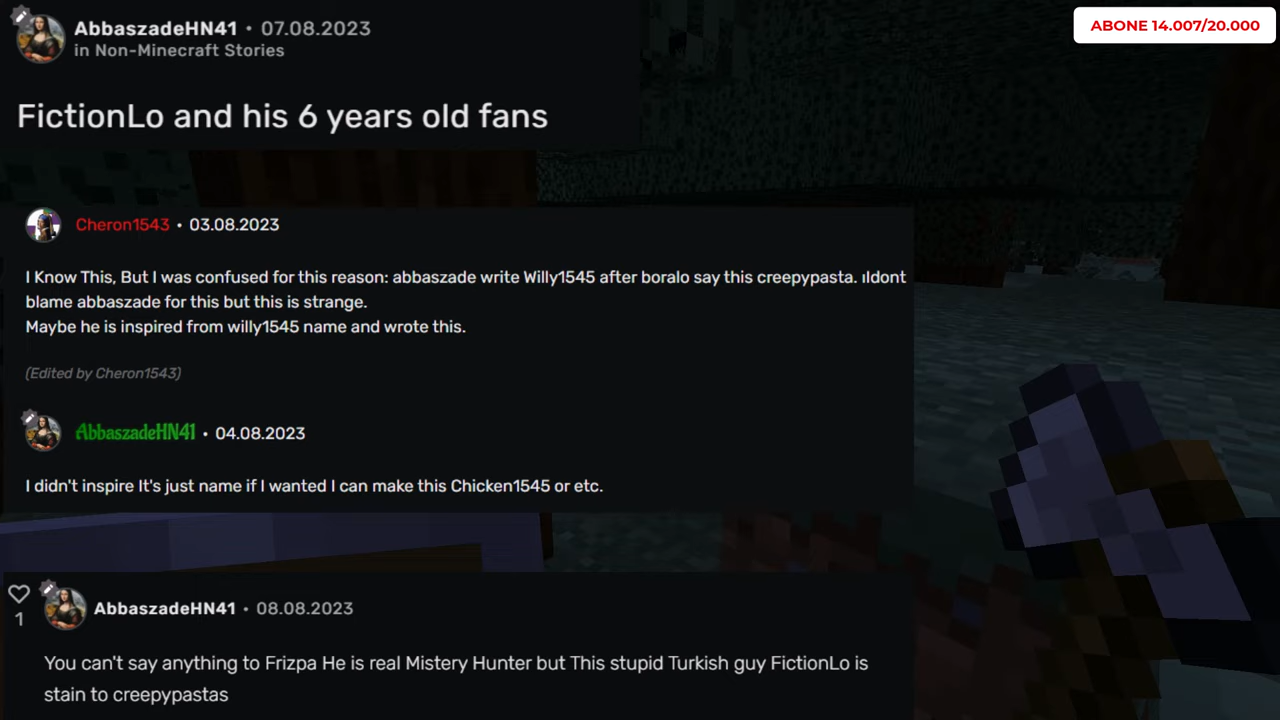 AbbaszadeHN41 • 07.08.2023
in Non-Minecraft Stories
ABONE 14.007/20.000
FictionLo and his 6 years old fans
Cheron1543 • 03.08.2023
I Know This, But I was confused for this reason: abbaszade write Willy1545 after boralo say this creepypasta. ıldont
blame abbaszade for this but this is strange.
Maybe he is inspired from willy1545 name and wrote this.
(Edited by Cheron1543)
AbbaszadeHN41 • 04.08.2023
I didn't inspire It's just name if I wanted I can make this Chicken1545 or etc.
AbbaszadeHN41 • 08.08.2023
1
You can't say anything to Frizpa He is real Mistery Hunter but This stupid Turkish guy FictionLo is
stain to creepypastas